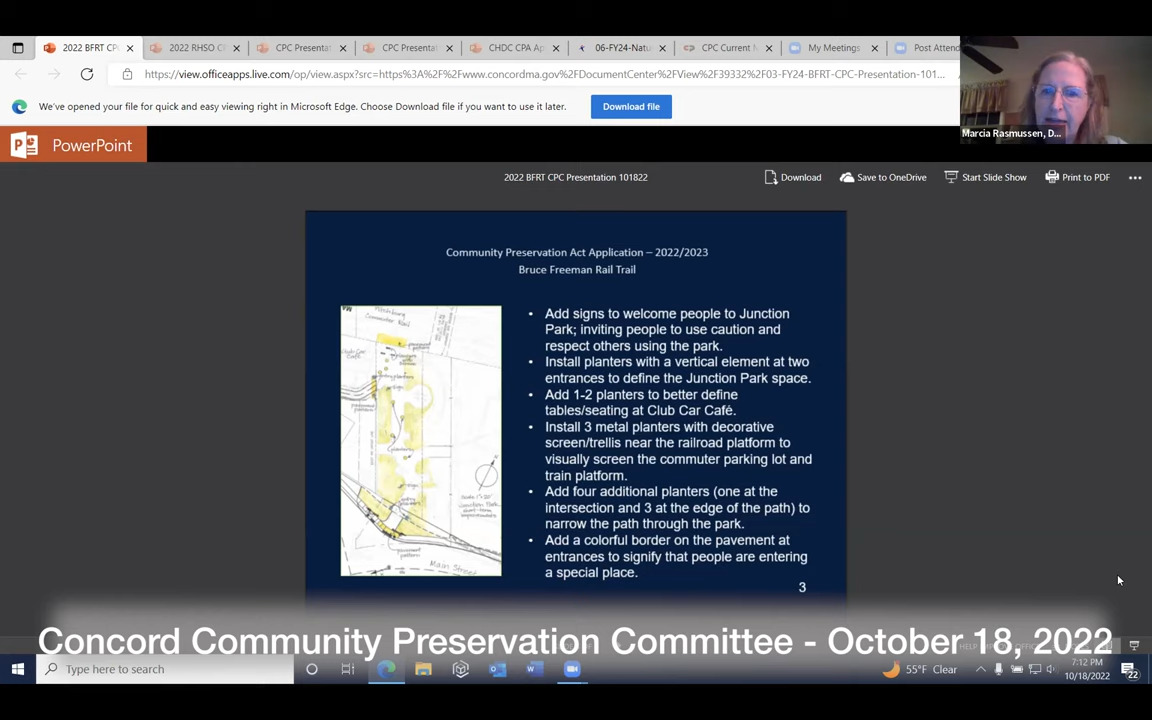 2022 BFRT CPC
2022 RHSO CP
CPC Presentat
CPC Presentat
CHDC CPA Ap
06-FY24-Natu
CPC Current M
My Meetings
Post Attend
https://view.officeapps.live.com/op/view.aspx?src=https%3A%2F%2Fwww.concordma.gov%2FDocumentCenter%2FView%2F39332%2F03-FY24-BFRT-CPC-Presentation-101...
We've opened your file for quick and easy viewing right in Microsoft Edge. Choose Download file if you want to use it later.
Download file
Marcia Rasmussen, D...
PowerPoint
2022 BFRT CPC Presentation 101822
Download
Save to OneDrive
Start Slide Show
Print to PDF
Community Preservation Act Application – 2022/2023
Bruce Freeman Rail Trail
Fitchburg
Commuter Rail
Club Car
Café
Main Street
• Add signs to welcome people to Junction
Park; inviting people to use caution and
respect others using the park.
• Install planters with a vertical element at two
entrances to define the Junction Park space.
• Add 1-2 planters to better define
tables/seating at Club Car Café.
• Install 3 metal planters with decorative
screen/trellis near the railroad platform to
visually screen the commuter parking lot and
train platform.
• Add four additional planters (one at the
intersection and 3 at the edge of the path) to
narrow the path through the park.
• Add a colorful border on the pavement at
entrances to signify that people are entering
a special place.
3
Concord Community Preservation Committee - October 18, 2022
Type here to search
55°F Clear
7:12 PM
10/18/2022
22